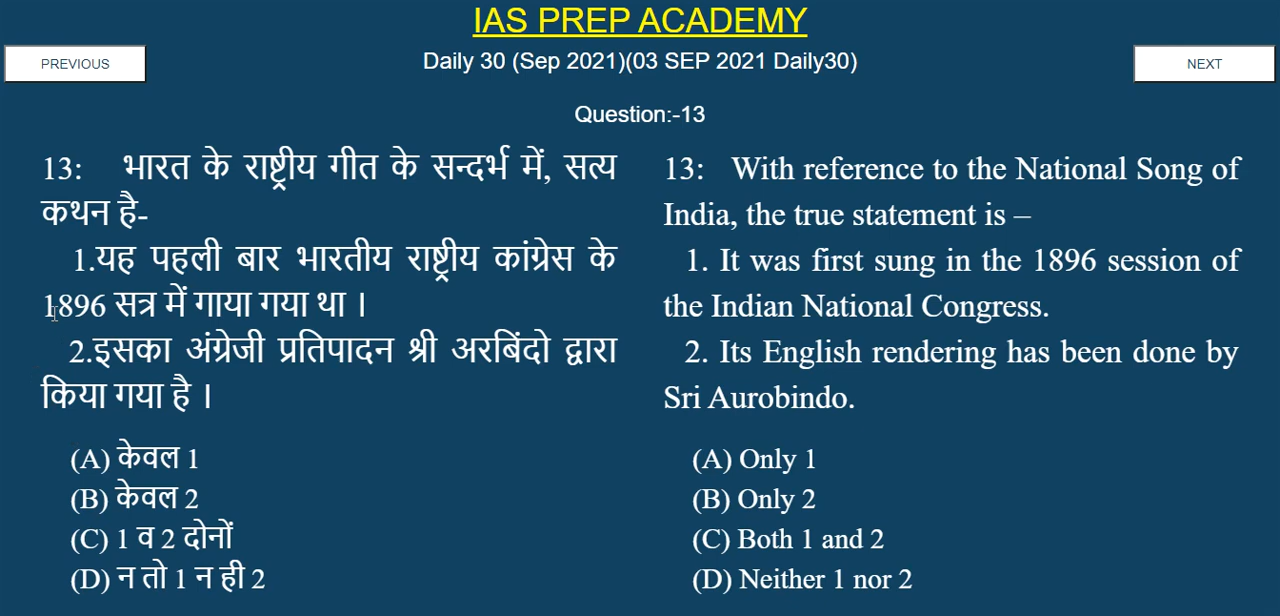 IAS PREP ACADEMY
PREVIOUS
Daily 30 (Sep 2021)(03 SEP 2021 Daily30)
NEXT
Question:-13
13: भारत के राष्ट्रीय गीत के सन्दर्भ में, सत्य
कथन है-
1.यह पहली बार भारतीय राष्ट्रीय कांग्रेस के
1896 सत्र में गाया गया था ।
2.इसका अंग्रेजी प्रतिपादन श्री अरबिंदो द्वारा
किया गया है ।
(A) केवल 1
(B) केवल 2
(C) 1 व 2 दोनों
(D) न तो 1 न ही 2
13: With reference to the National Song of
India, the true statement is –
1. It was first sung in the 1896 session of
the Indian National Congress.
2. Its English rendering has been done by
Sri Aurobindo.
(A) Only 1
(B) Only 2
(C) Both 1 and 2
(D) Neither 1 nor 2